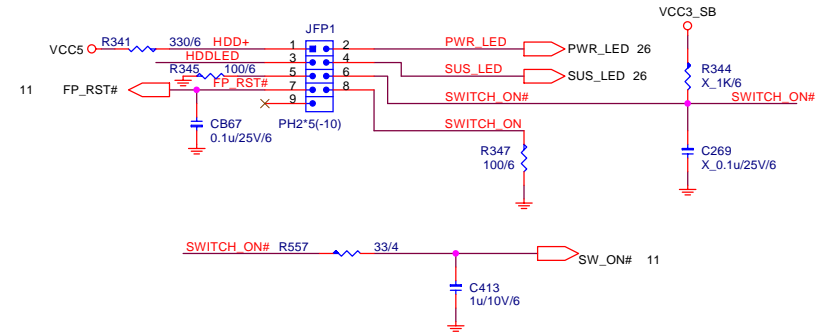 VCC3_SB
JFP1
R341 330/6 HDD+ 1 2 PWR_LED PWR_LED 26
VCC5
HDDLED 3 4 SUS_LED SUS_LED 26
R344
X_1K/6
R345 100/6 5 6 SWITCH_ON# SWITCH_ON#
11 FP_RST# FP_RST# 7 8
9 SWITCH_ON
CB67
0.1u/25V/6
PH2*5(-10)
R347
100/6
C269
X_0.1u/25V/6
SWITCH_ON# R557 33/4
SW_ON# 11
C413
1u/10V/6